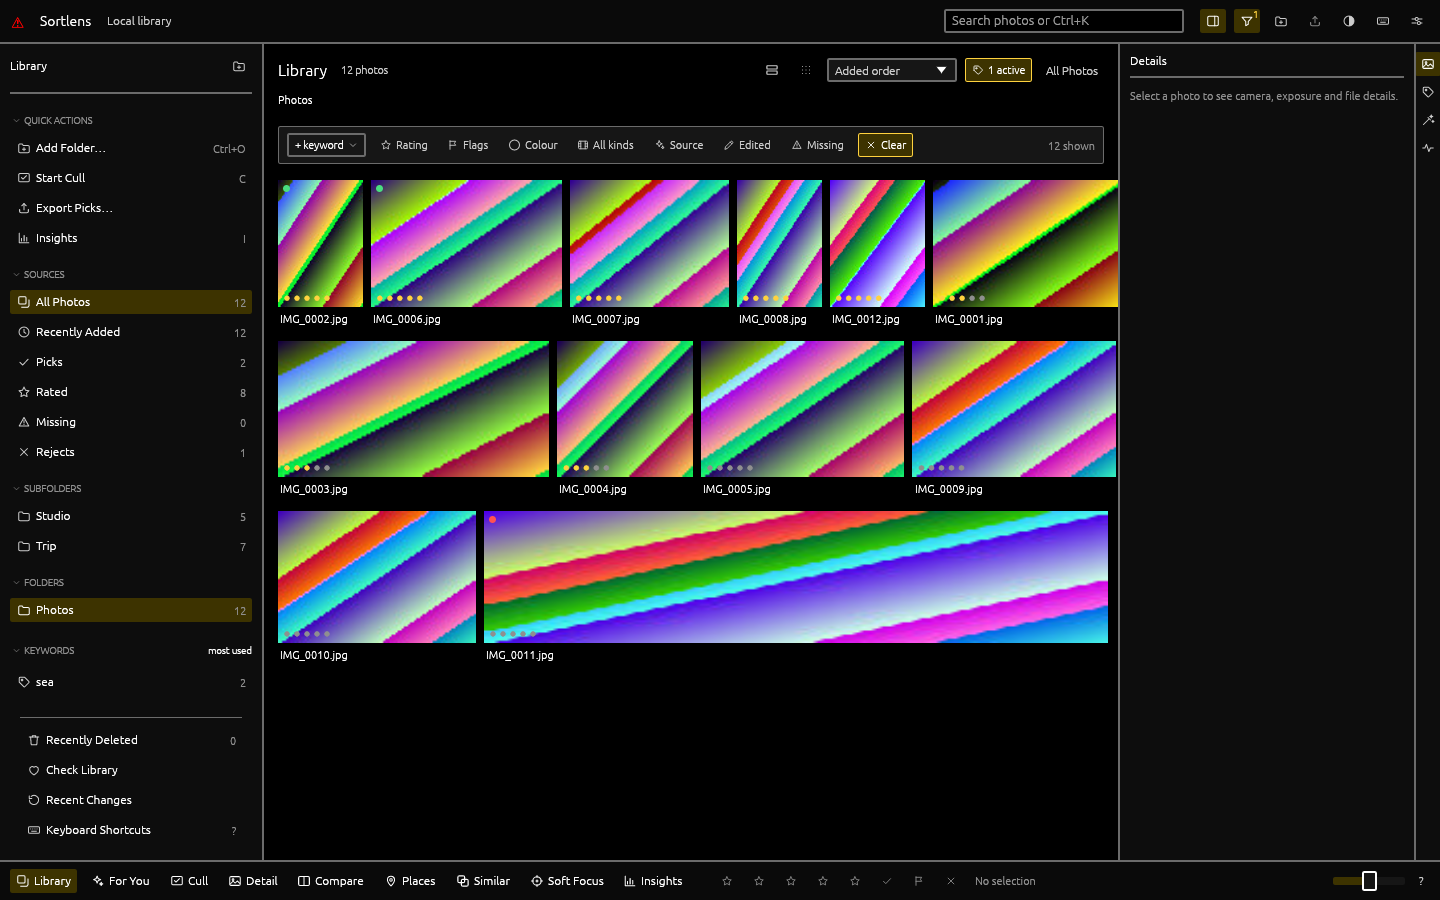 Sortlens Local library Search photos or Ctrl+K 1
Library
QUICK ACTIONS
Add Folder... Ctrl+O
Start Cull C
Export Picks...
Insights I
SOURCES
All Photos 12
Recently Added 12
Picks 2
Rated 8
Missing 0
Rejects 1
SUBFOLDERS
Studio 5
Trip 7
FOLDERS
Photos 12
KEYWORDS most used
sea 2
Recently Deleted 0
Check Library
Recent Changes
Keyboard Shortcuts ?
Library 12 photos Added order 1 active All Photos
Photos
+ keyword Rating Flags Colour All kinds Source Edited Missing Clear 12 shown
IMG_0002.jpg IMG_0006.jpg IMG_0007.jpg IMG_0008.jpg IMG_0012.jpg IMG_0001.jpg
IMG_0003.jpg IMG_0004.jpg IMG_0005.jpg IMG_0009.jpg
IMG_0010.jpg IMG_0011.jpg
Details
Select a photo to see camera, exposure and file details.
Library For You Cull Detail Compare Places Similar Soft Focus Insights No selection ?